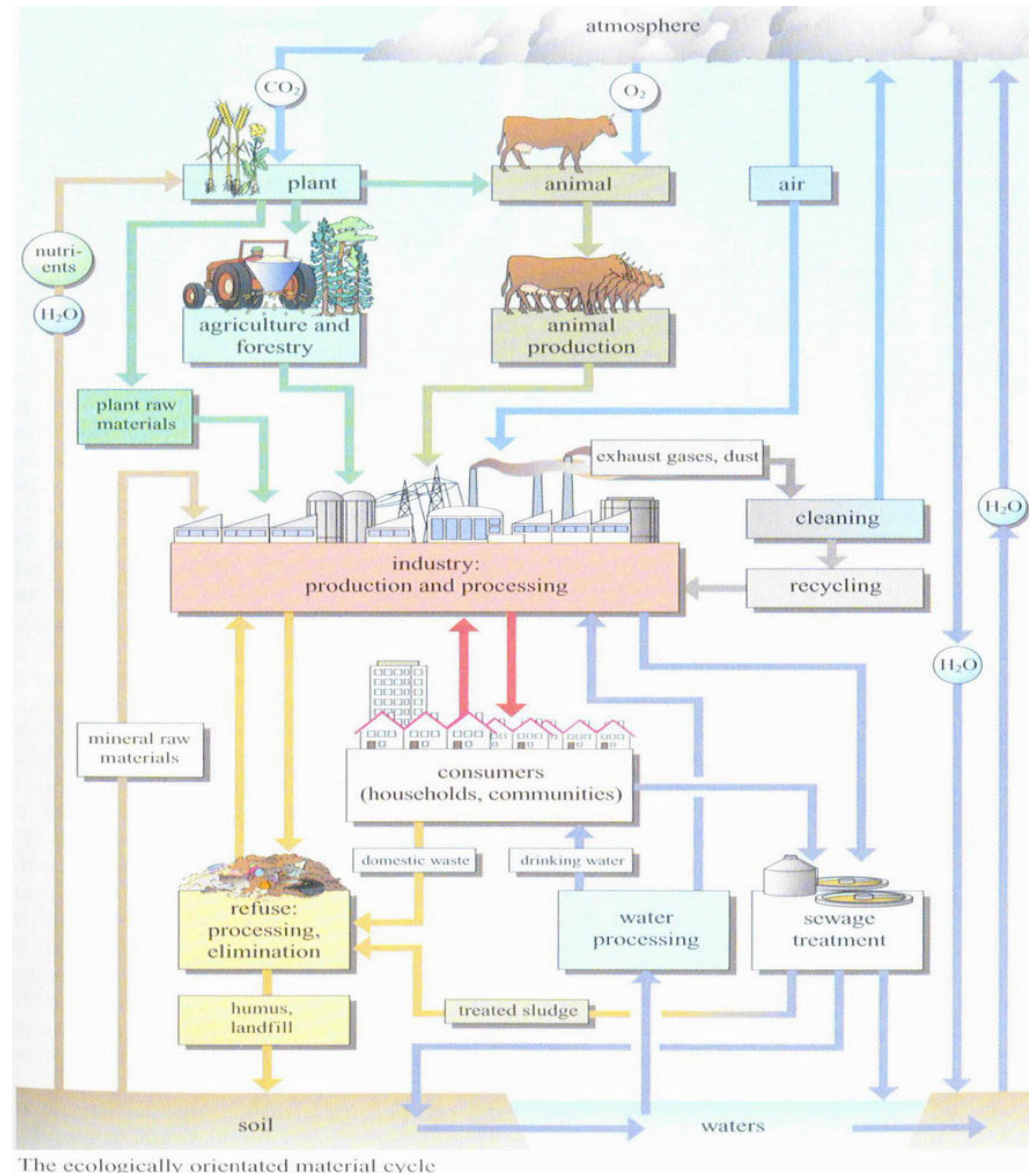 atmosphere
CO₂
O₂
plant
animal
air
nutri-
ents
H₂O
agriculture and
forestry
animal
production
plant raw
materials
exhaust gases, dust
cleaning
H₂O
industry:
production and processing
recycling
H₂O
mineral raw
materials
consumers
(households, communities)
domestic waste
drinking water
refuse:
processing,
elimination
water
processing
sewage
treatment
humus,
landfill
treated sludge
soil
waters
The ecologically orientated material cycle